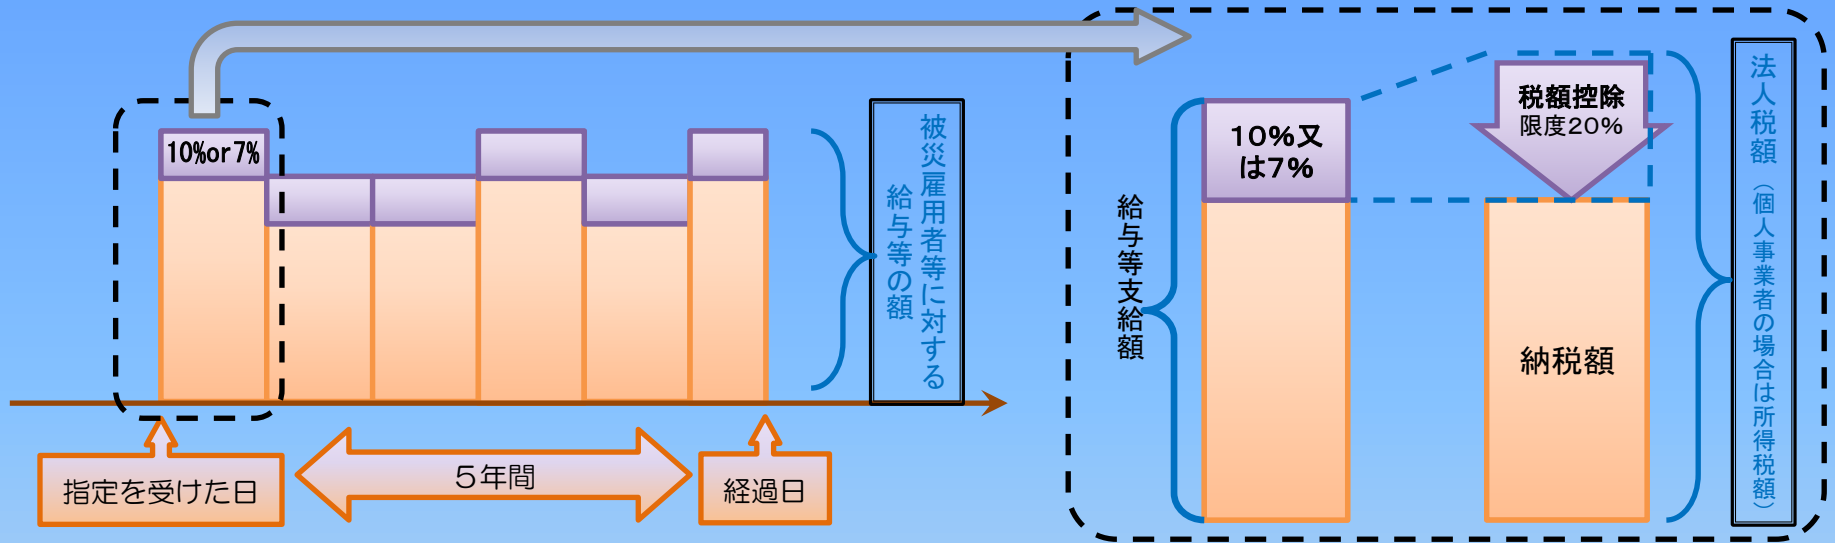 10%or7%
被災雇用者等に対する
給与等の額
指定を受けた日
５年間
経過日
給与等支給額
１０％又
は７％
税額控除
限度２０％
納税額
法人税額（個人事業者の場合は所得税額）